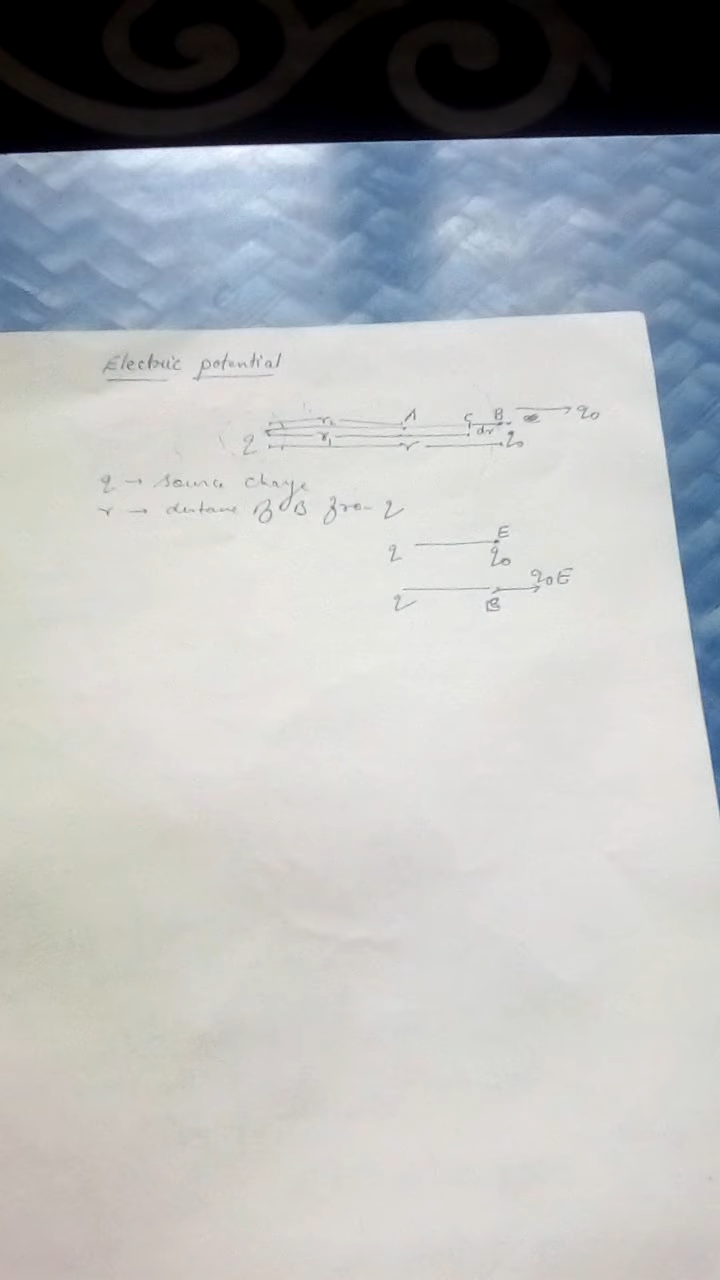 Electric potential
r₂ A C B → q₀
q r₁ dr q₀
r
q → source charge
r → distance of B from q
E
q q₀
q₀E
q B